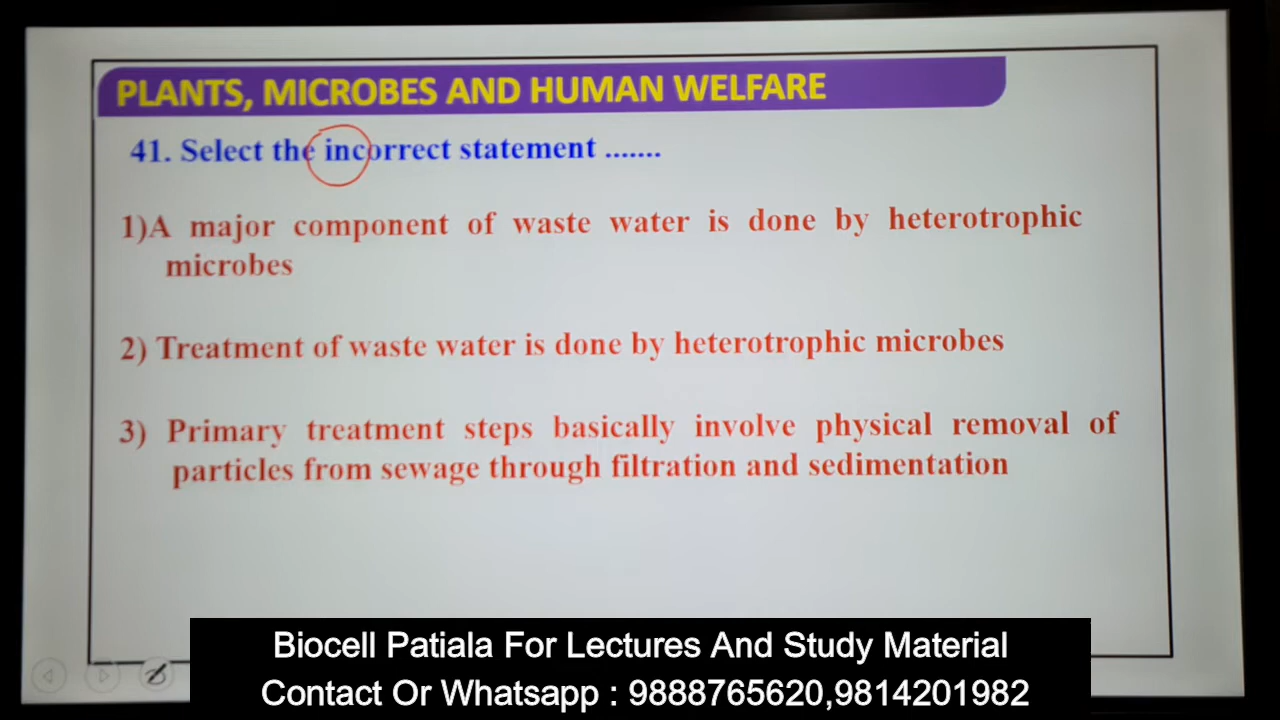 PLANTS, MICROBES AND HUMAN WELFARE
41. Select the incorrect statement .......
1)A major component of waste water is done by heterotrophic
microbes
2) Treatment of waste water is done by heterotrophic microbes
3) Primary treatment steps basically involve physical removal of
particles from sewage through filtration and sedimentation
Biocell Patiala For Lectures And Study Material
Contact Or Whatsapp : 9888765620,9814201982